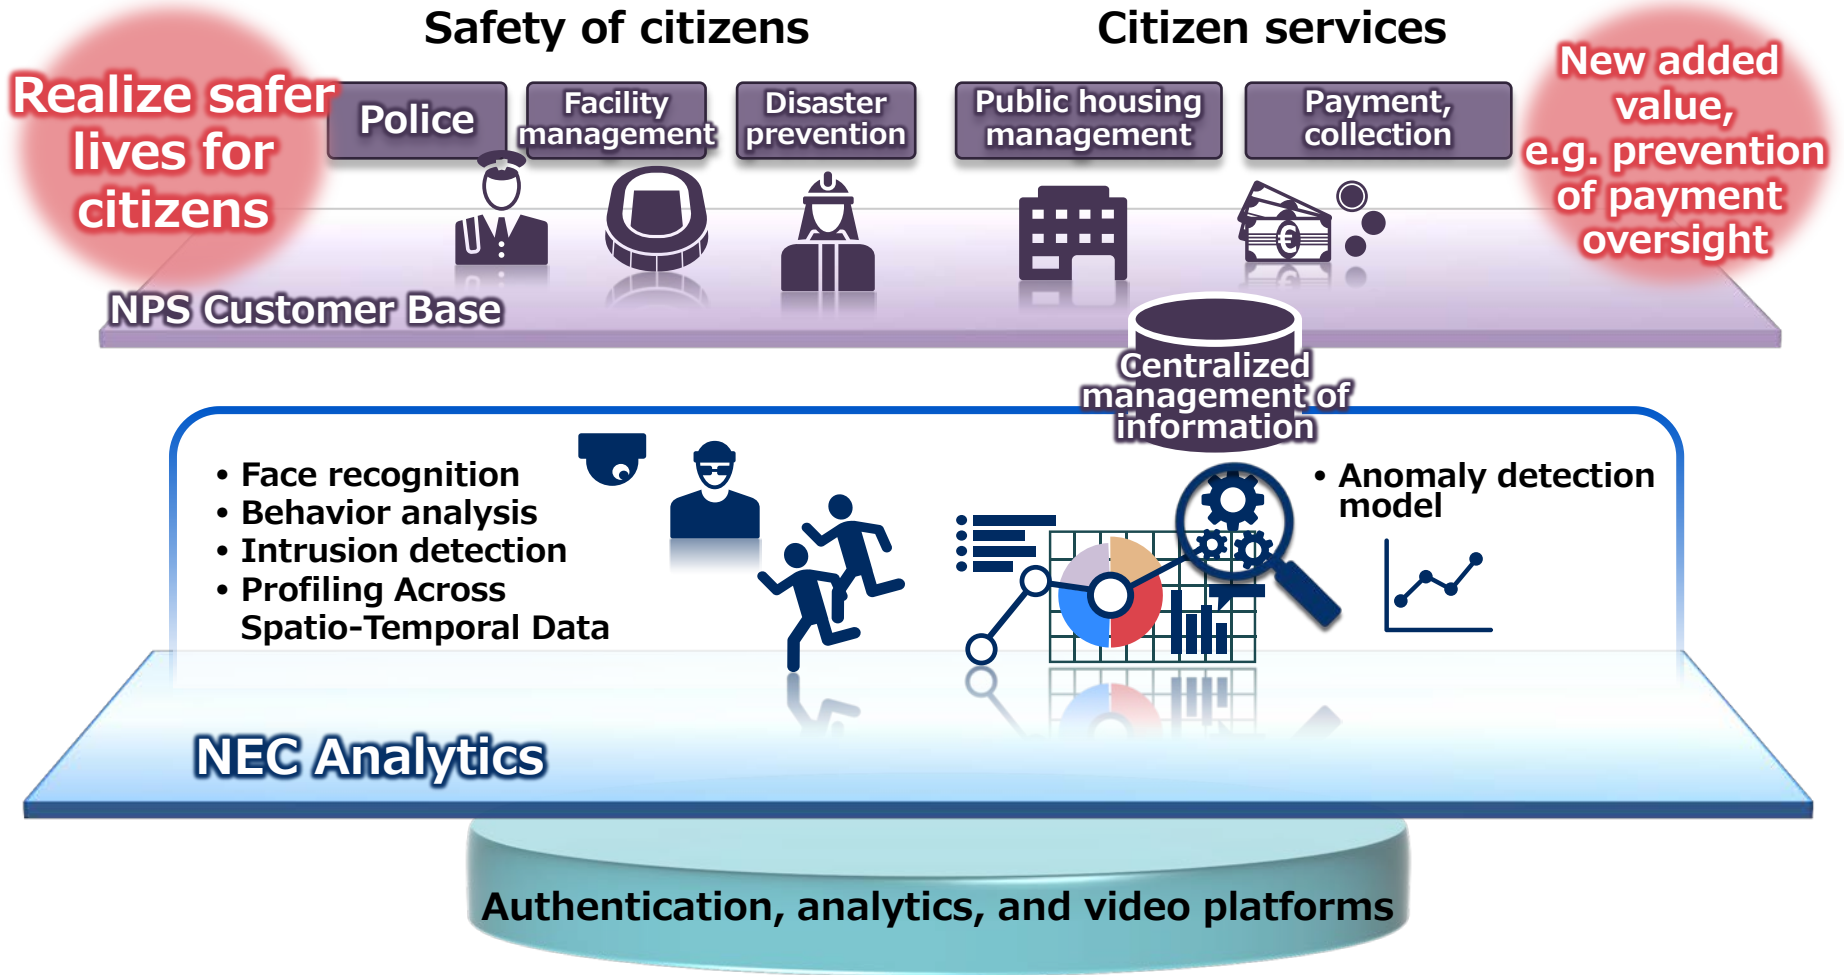 Safety of citizens
Citizen services
Realize safer
lives for
citizens
Police
Facility
management
Disaster
prevention
Public housing
management
Payment,
collection
New added
value,
e.g. prevention
of payment
oversight
€
NPS Customer Base
Centralized
management of
information
• Face recognition
• Behavior analysis
• Intrusion detection
• Profiling Across
Spatio-Temporal Data
• Anomaly detection
model
NEC Analytics
Authentication, analytics, and video platforms